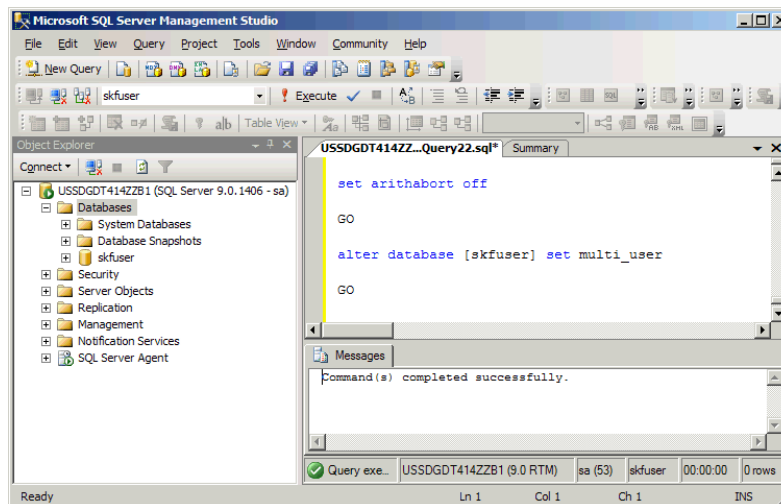 Microsoft SQL Server Management Studio
File Edit View Query Project Tools Window Community Help
New Query
skfuser Execute
Table View
Object Explorer
USSDGDT414ZZ...Query22.sql* Summary
Connect
USSDGDT414ZZB1 (SQL Server 9.0.1406 - sa)
Databases
System Databases
Database Snapshots
skfuser
Security
Server Objects
Replication
Management
Notification Services
SQL Server Agent
set arithabort off
GO
alter database [skfuser] set multi_user
GO
Messages
Command(s) completed successfully.
Query exe... USSDGDT414ZZB1 (9.0 RTM) sa (53) skfuser 00:00:00 0 rows
Ready Ln 1 Col 1 Ch 1 INS